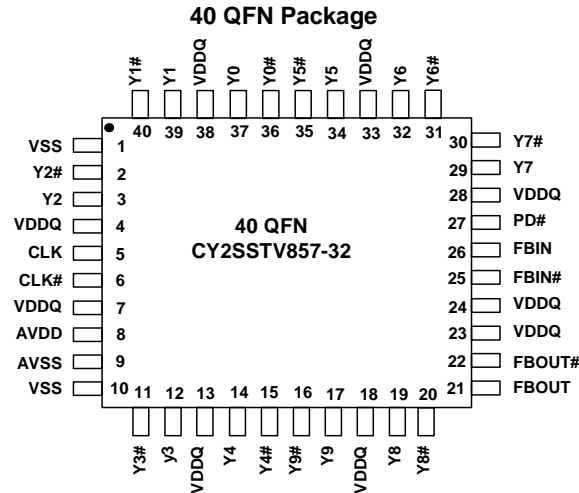 40 QFN Package
Y1# Y1 VDDQ Y0 Y0# Y5# Y5 VDDQ Y6 Y6#
40 39 38 37 36 35 34 33 32 31
VSS 1
Y2# 2
Y2 3
VDDQ 4
CLK 5
CLK# 6
VDDQ 7
AVDD 8
AVSS 9
VSS 10
40 QFN
CY2SSTV857-32
30 Y7#
29 Y7
28 VDDQ
27 PD#
26 FBIN
25 FBIN#
24 VDDQ
23 VDDQ
22 FBOUT#
21 FBOUT
11 12 13 14 15 16 17 18 19 20
Y3# y3 VDDQ Y4 Y4# Y9# Y9 VDDQ Y8 Y8#